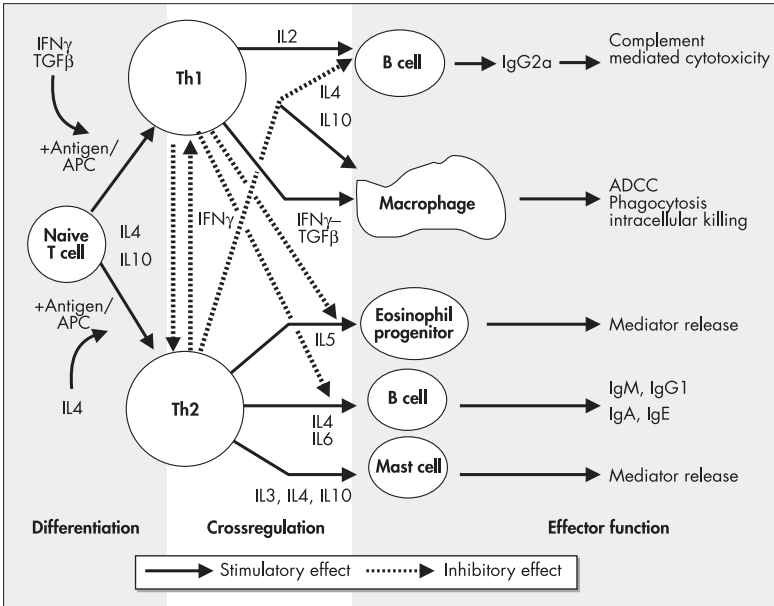 IFNγ
TGFβ
+Antigen/
APC
Naive
T cell
IL4
IL10
+Antigen/
APC
IL4
Th1
Th2
IL2
IL4
IL10
IFNγ
IFNγ–
TGFβ
IL5
IL4
IL6
IL3, IL4, IL10
B cell
IgG2a
Complement
mediated cytotoxicity
Macrophage
ADCC
Phagocytosis
intracellular killing
Eosinophil
progenitor
Mediator release
B cell
IgM, IgG1
IgA, IgE
Mast cell
Mediator release
Differentiation
Crossregulation
Effector function
Stimulatory effect
Inhibitory effect